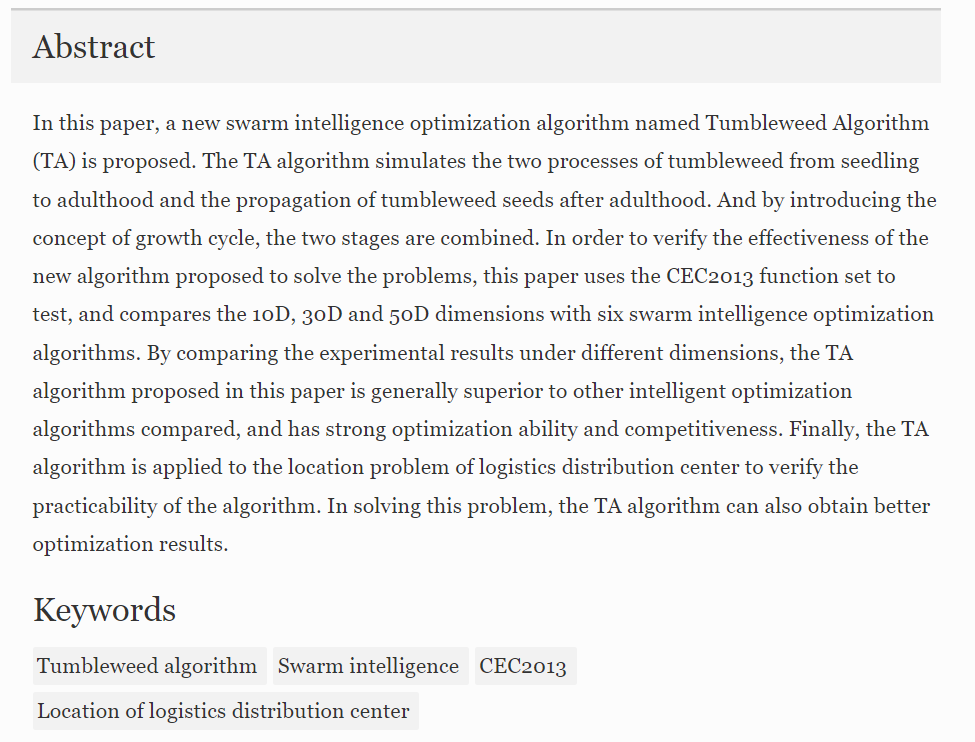 Abstract
In this paper, a new swarm intelligence optimization algorithm named Tumbleweed Algorithm
(TA) is proposed. The TA algorithm simulates the two processes of tumbleweed from seedling
to adulthood and the propagation of tumbleweed seeds after adulthood. And by introducing the
concept of growth cycle, the two stages are combined. In order to verify the effectiveness of the
new algorithm proposed to solve the problems, this paper uses the CEC2013 function set to
test, and compares the 10D, 30D and 50D dimensions with six swarm intelligence optimization
algorithms. By comparing the experimental results under different dimensions, the TA
algorithm proposed in this paper is generally superior to other intelligent optimization
algorithms compared, and has strong optimization ability and competitiveness. Finally, the TA
algorithm is applied to the location problem of logistics distribution center to verify the
practicability of the algorithm. In solving this problem, the TA algorithm can also obtain better
optimization results.
Keywords
Tumbleweed algorithm Swarm intelligence CEC2013
Location of logistics distribution center